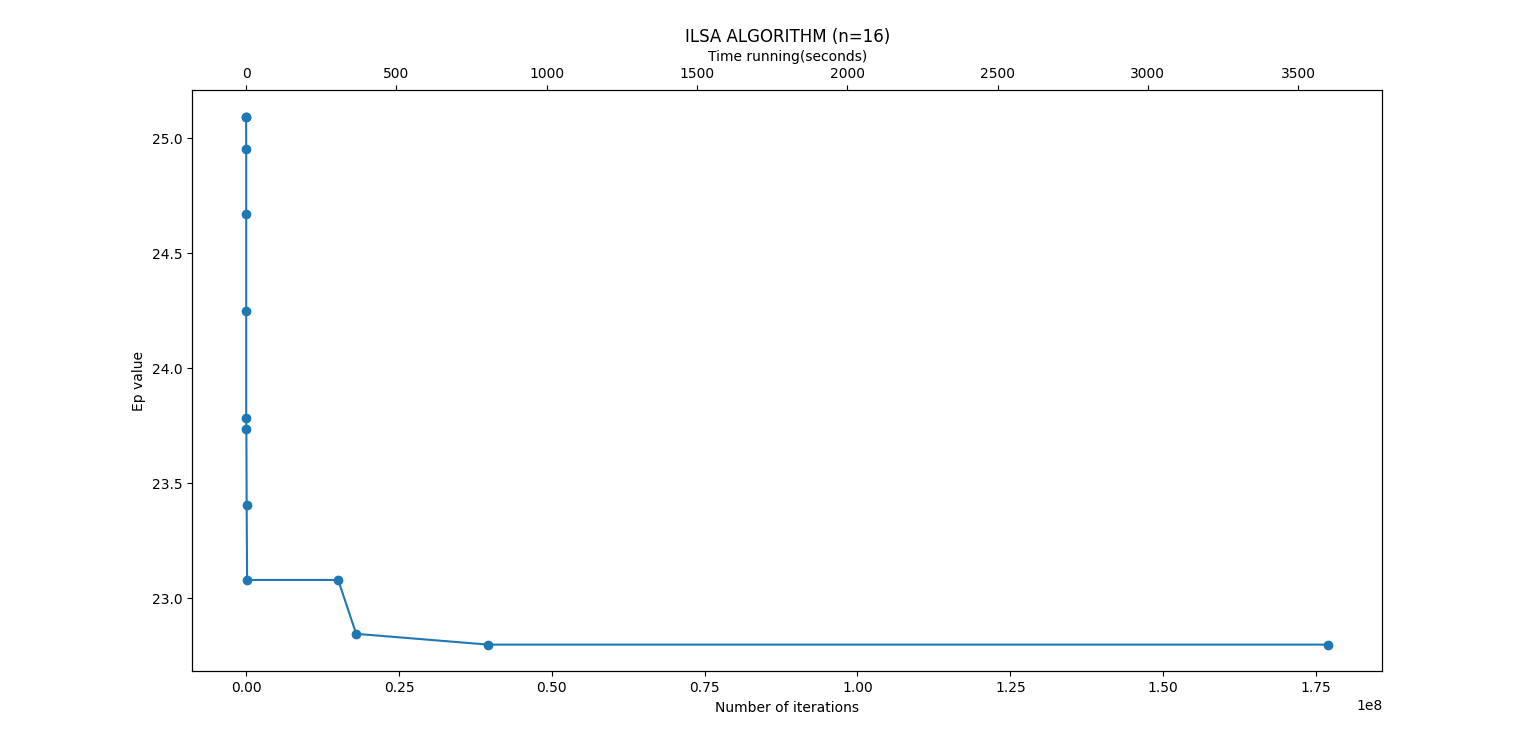 ILSA ALGORITHM (n=16)
Time running(seconds)
0 500 1000 1500 2000 2500 3000 3500
25.0
24.5
24.0
Ep value
23.5
23.0
0.00 0.25 0.50 0.75 1.00 1.25 1.50 1.75
Number of iterations
1e8